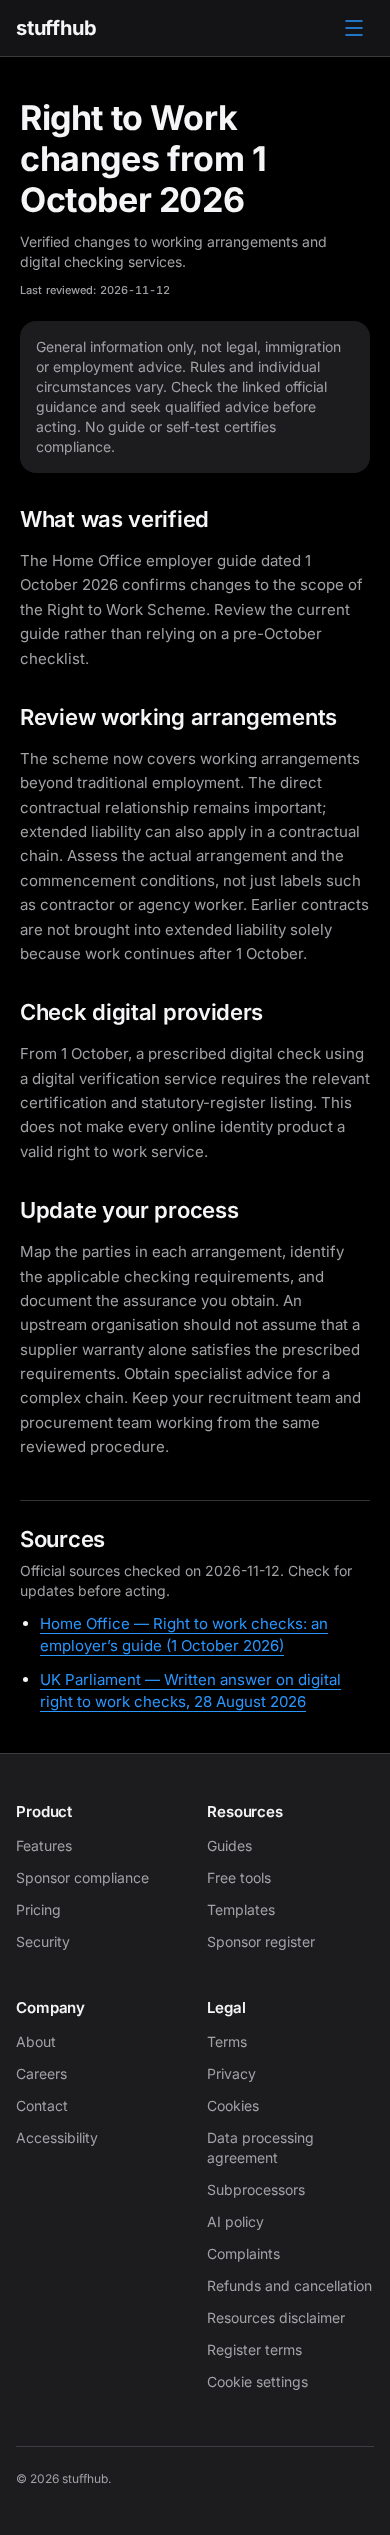 stuffhub
Right to Work
changes from 1
October 2026
Verified changes to working arrangements and
digital checking services.
Last reviewed: 2026-11-12
General information only, not legal, immigration
or employment advice. Rules and individual
circumstances vary. Check the linked official
guidance and seek qualified advice before
acting. No guide or self-test certifies
compliance.
What was verified
The Home Office employer guide dated 1
October 2026 confirms changes to the scope of
the Right to Work Scheme. Review the current
guide rather than relying on a pre-October
checklist.
Review working arrangements
The scheme now covers working arrangements
beyond traditional employment. The direct
contractual relationship remains important;
extended liability can also apply in a contractual
chain. Assess the actual arrangement and the
commencement conditions, not just labels such
as contractor or agency worker. Earlier contracts
are not brought into extended liability solely
because work continues after 1 October.
Check digital providers
From 1 October, a prescribed digital check using
a digital verification service requires the relevant
certification and statutory-register listing. This
does not make every online identity product a
valid right to work service.
Update your process
Map the parties in each arrangement, identify
the applicable checking requirements, and
document the assurance you obtain. An
upstream organisation should not assume that a
supplier warranty alone satisfies the prescribed
requirements. Obtain specialist advice for a
complex chain. Keep your recruitment team and
procurement team working from the same
reviewed procedure.
Sources
Official sources checked on 2026-11-12. Check for
updates before acting.
Home Office — Right to work checks: an
employer’s guide (1 October 2026)
UK Parliament — Written answer on digital
right to work checks, 28 August 2026
Product
Features
Sponsor compliance
Pricing
Security
Resources
Guides
Free tools
Templates
Sponsor register
Company
About
Careers
Contact
Accessibility
Legal
Terms
Privacy
Cookies
Data processing
agreement
Subprocessors
AI policy
Complaints
Refunds and cancellation
Resources disclaimer
Register terms
Cookie settings
© 2026 stuffhub.